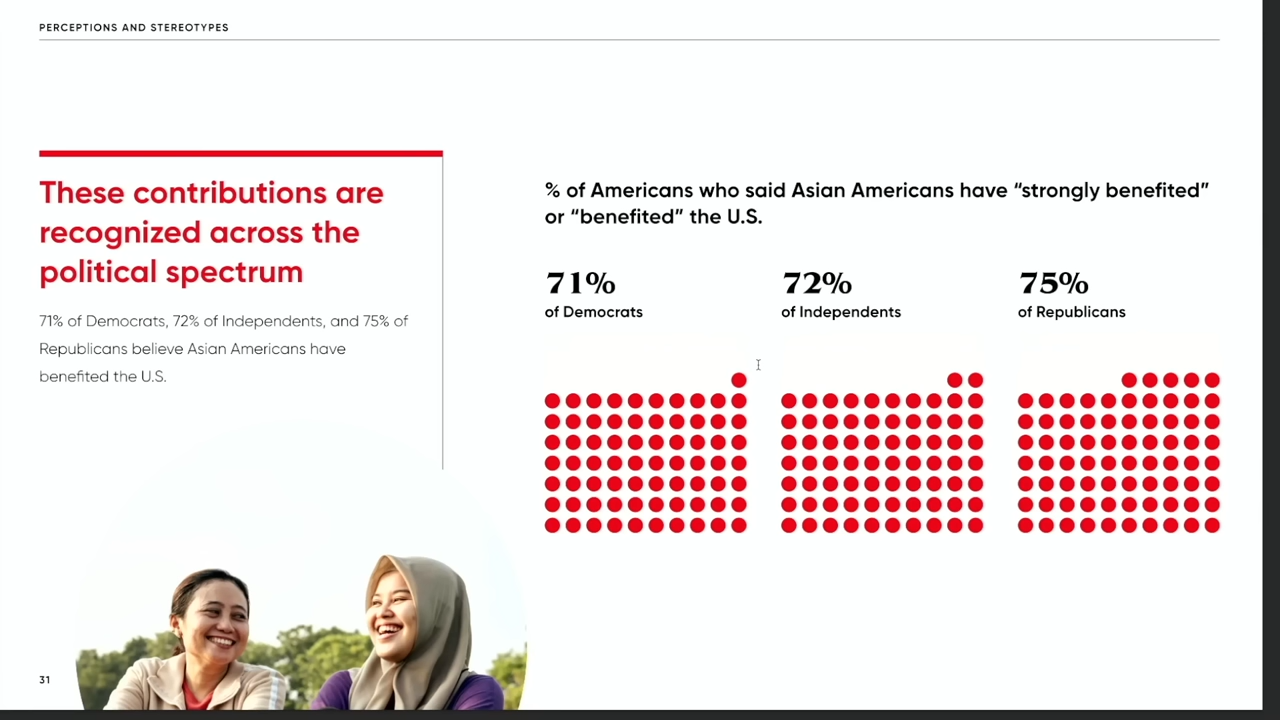 PERCEPTIONS AND STEREOTYPES
These contributions are
recognized across the
political spectrum
71% of Democrats, 72% of Independents, and 75% of
Republicans believe Asian Americans have
benefited the U.S.
% of Americans who said Asian Americans have “strongly benefited”
or “benefited” the U.S.
71%
of Democrats
72%
of Independents
75%
of Republicans
31